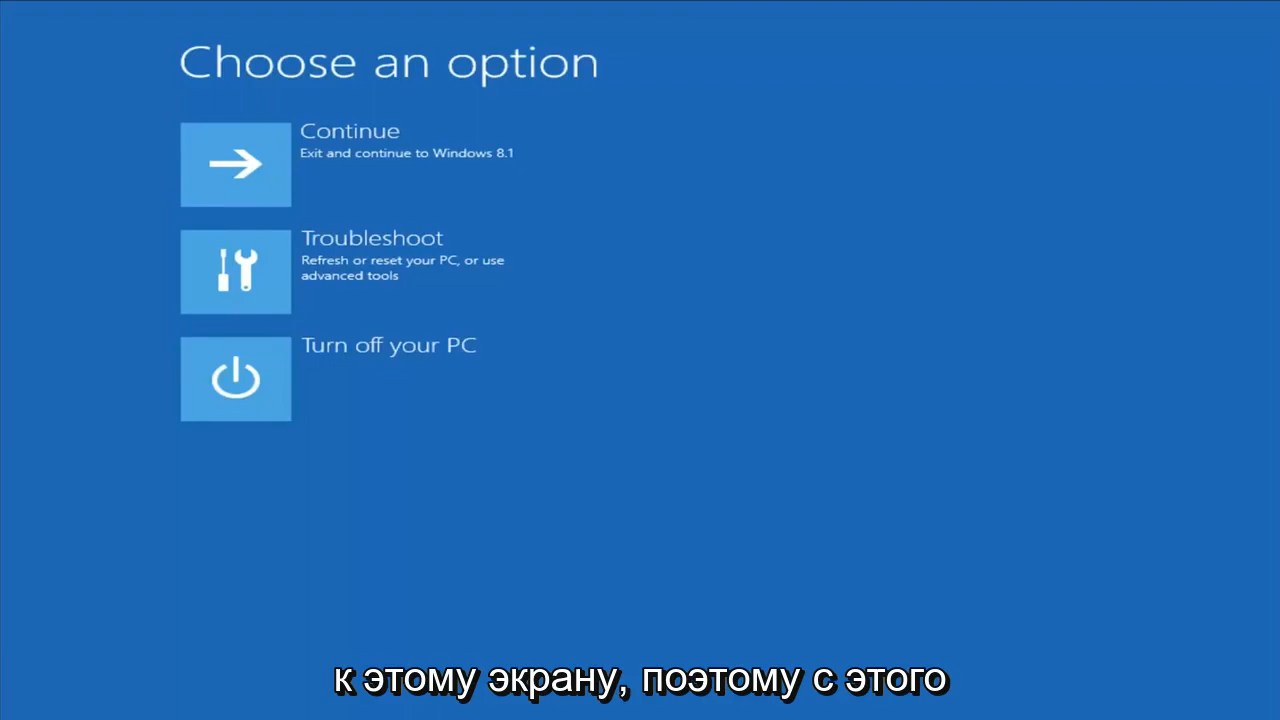 Choose an option
Continue
Exit and continue to Windows 8.1
Troubleshoot
Refresh or reset your PC, or use
advanced tools
Turn off your PC
к этому экрану, поэтому с этого